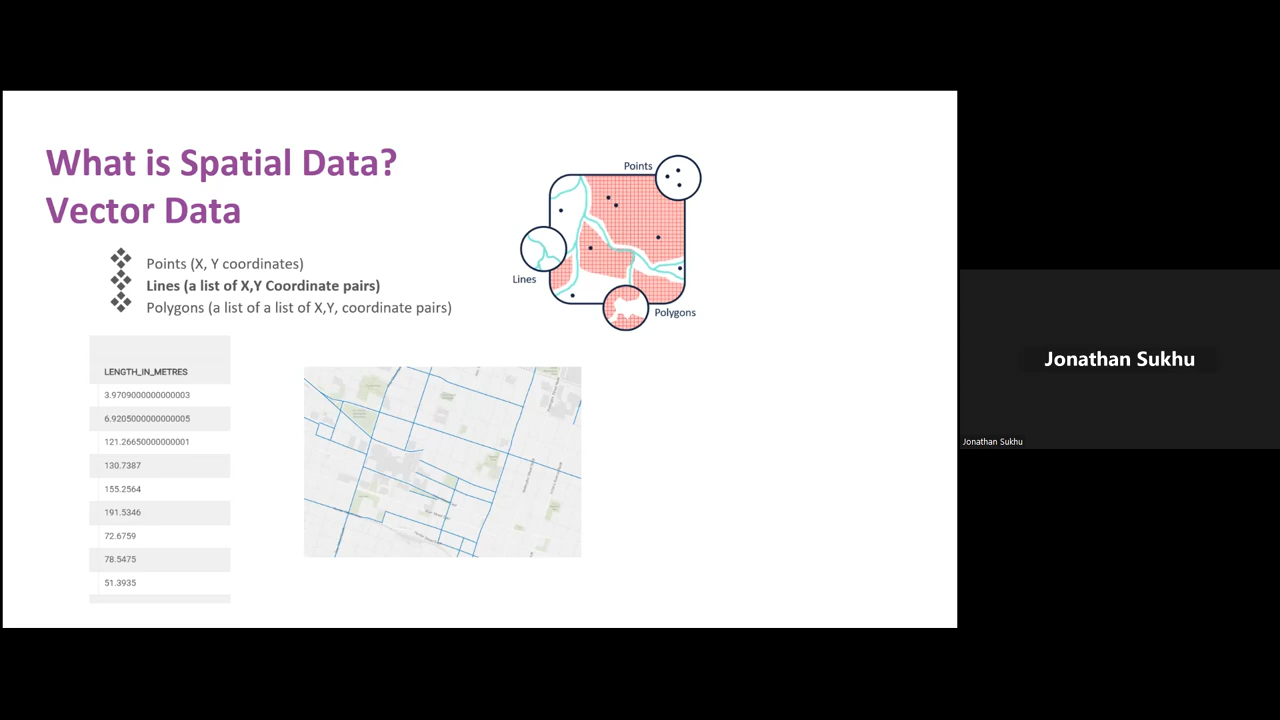 What is Spatial Data?
Vector Data
Points (X, Y coordinates)
Lines (a list of X,Y Coordinate pairs)
Polygons (a list of a list of X,Y, coordinate pairs)
Points
Lines
Polygons
LENGTH_IN_METRES
3.9709000000000003
6.9205000000000005
121.26650000000001
130.7387
155.2564
191.5346
72.6759
78.5475
51.3935
Jonathan Sukhu
Jonathan Sukhu